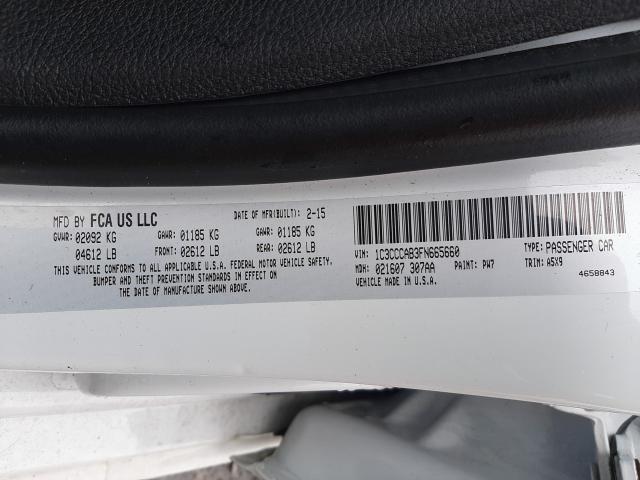 MFD BY FCA US LLC DATE OF MFR(BUILT): 2-15
GVWR: 02092 KG GAWR: 01185 KG GAWR: 01185 KG
04612 LB FRONT: 02612 LB REAR: 02612 LB
THIS VEHICLE CONFORMS TO ALL APPLICABLE U.S.A. FEDERAL MOTOR VEHICLE SAFETY,
BUMPER AND THEFT PREVENTION STANDARDS IN EFFECT ON
THE DATE OF MANUFACTURE SHOWN ABOVE.
VIN: 1C3CCCAB3FN665660 TYPE: PASSENGER CAR
MDH: 021607 307AA PAINT: PW7 TRIM: A5X9
VEHICLE MADE IN U.S.A. 4658843